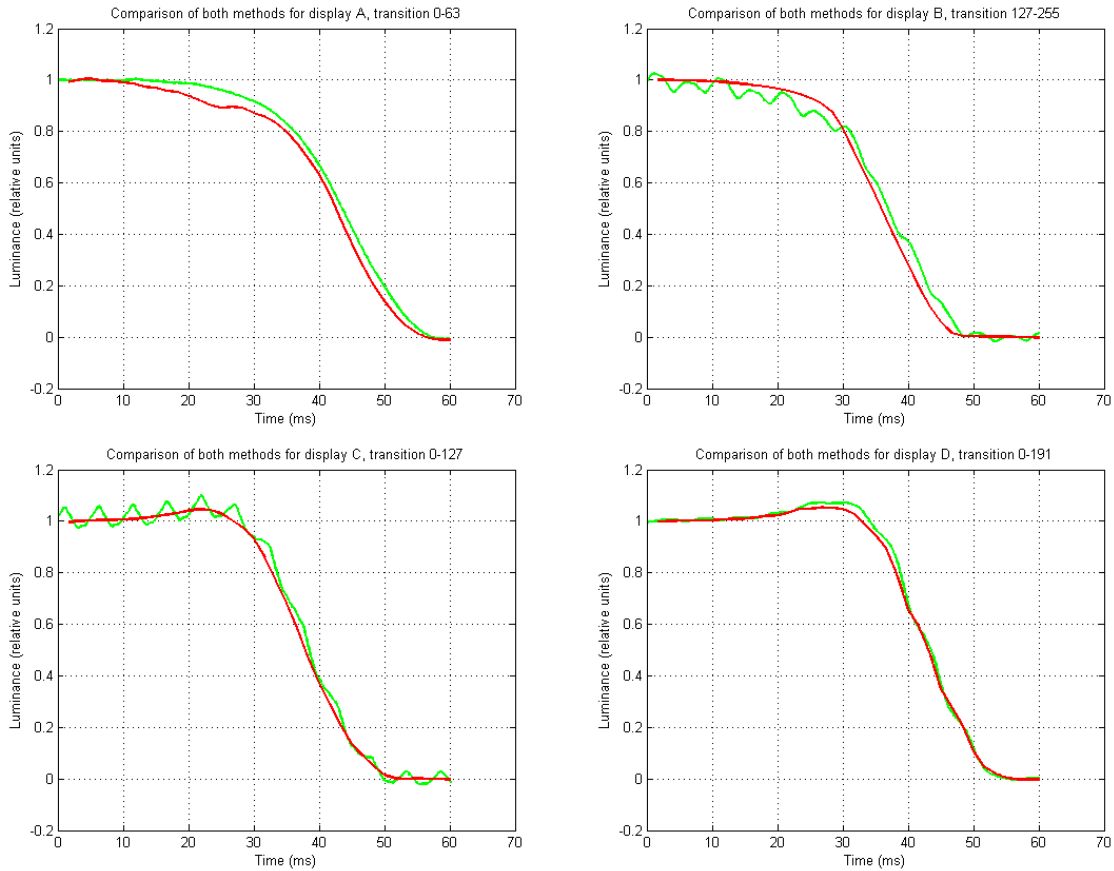 Comparison of both methods for display A, transition 0-63
Luminance (relative units)
1.2
1
0.8
0.6
0.4
0.2
0
-0.2
0 10 20 30 40 50 60 70
Time (ms)
Comparison of both methods for display B, transition 127-255
Luminance (relative units)
1.2
1
0.8
0.6
0.4
0.2
0
-0.2
0 10 20 30 40 50 60 70
Time (ms)
Comparison of both methods for display C, transition 0-127
Luminance (relative units)
1.2
1
0.8
0.6
0.4
0.2
0
-0.2
0 10 20 30 40 50 60 70
Time (ms)
Comparison of both methods for display D, transition 0-191
Luminance (relative units)
1.2
1
0.8
0.6
0.4
0.2
0
-0.2
0 10 20 30 40 50 60 70
Time (ms)